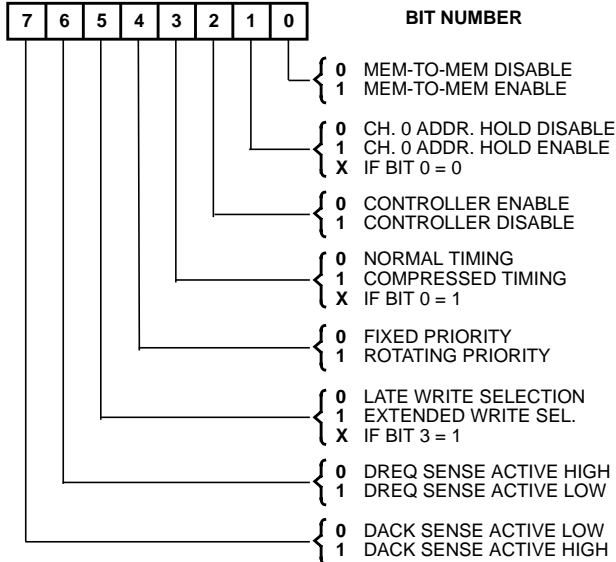 7 6 5 4 3 2 1 0 BIT NUMBER
0 MEM-TO-MEM DISABLE
1 MEM-TO-MEM ENABLE
0 CH. 0 ADDR. HOLD DISABLE
1 CH. 0 ADDR. HOLD ENABLE
X IF BIT 0 = 0
0 CONTROLLER ENABLE
1 CONTROLLER DISABLE
0 NORMAL TIMING
1 COMPRESSED TIMING
X IF BIT 0 = 1
0 FIXED PRIORITY
1 ROTATING PRIORITY
0 LATE WRITE SELECTION
1 EXTENDED WRITE SEL.
X IF BIT 3 = 1
0 DREQ SENSE ACTIVE HIGH
1 DREQ SENSE ACTIVE LOW
0 DACK SENSE ACTIVE LOW
1 DACK SENSE ACTIVE HIGH